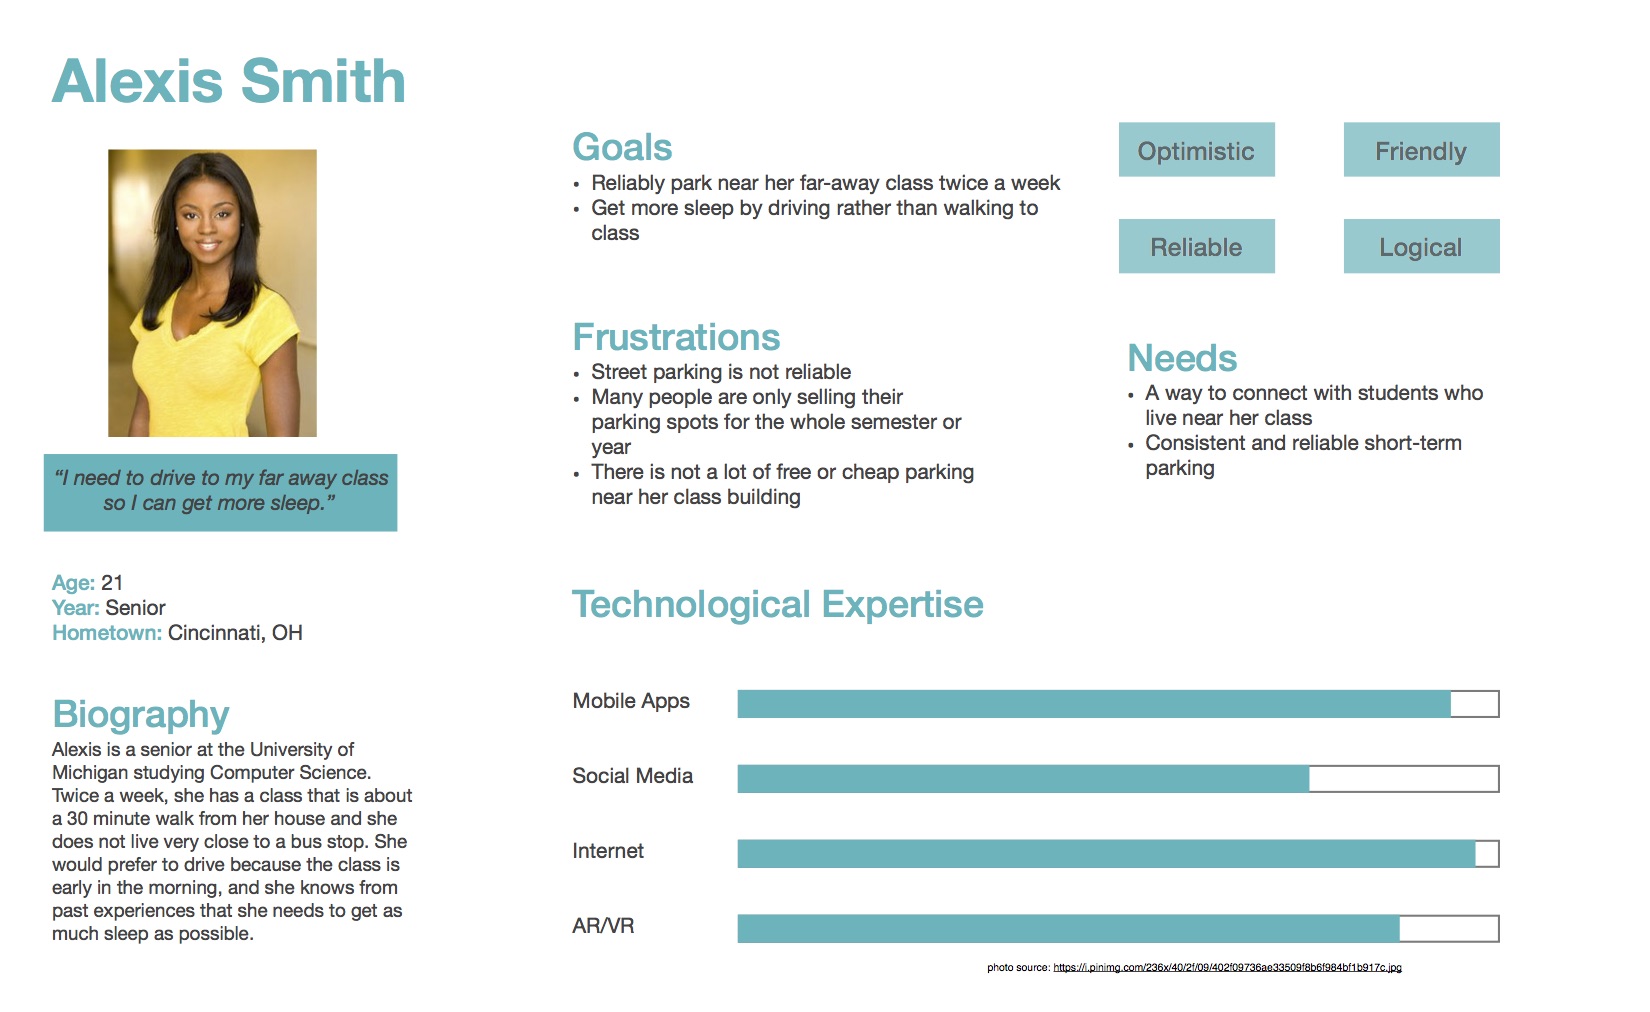 Alexis Smith
“I need to drive to my far away class
so I can get more sleep.”
Age: 21
Year: Senior
Hometown: Cincinnati, OH
Biography
Alexis is a senior at the University of
Michigan studying Computer Science.
Twice a week, she has a class that is about
a 30 minute walk from her house and she
does not live very close to a bus stop. She
would prefer to drive because the class is
early in the morning, and she knows from
past experiences that she needs to get as
much sleep as possible.
Goals
• Reliably park near her far-away class twice a week
• Get more sleep by driving rather than walking to
class
Optimistic
Friendly
Reliable
Logical
Frustrations
• Street parking is not reliable
• Many people are only selling their
parking spots for the whole semester or
year
• There is not a lot of free or cheap parking
near her class building
Needs
• A way to connect with students who
live near her class
• Consistent and reliable short-term
parking
Technological Expertise
Mobile Apps
Social Media
Internet
AR/VR
photo source: https://i.pinimg.com/236x/40/2f/09/402f09736ae33509f8b6f984bf1b917c.jpg